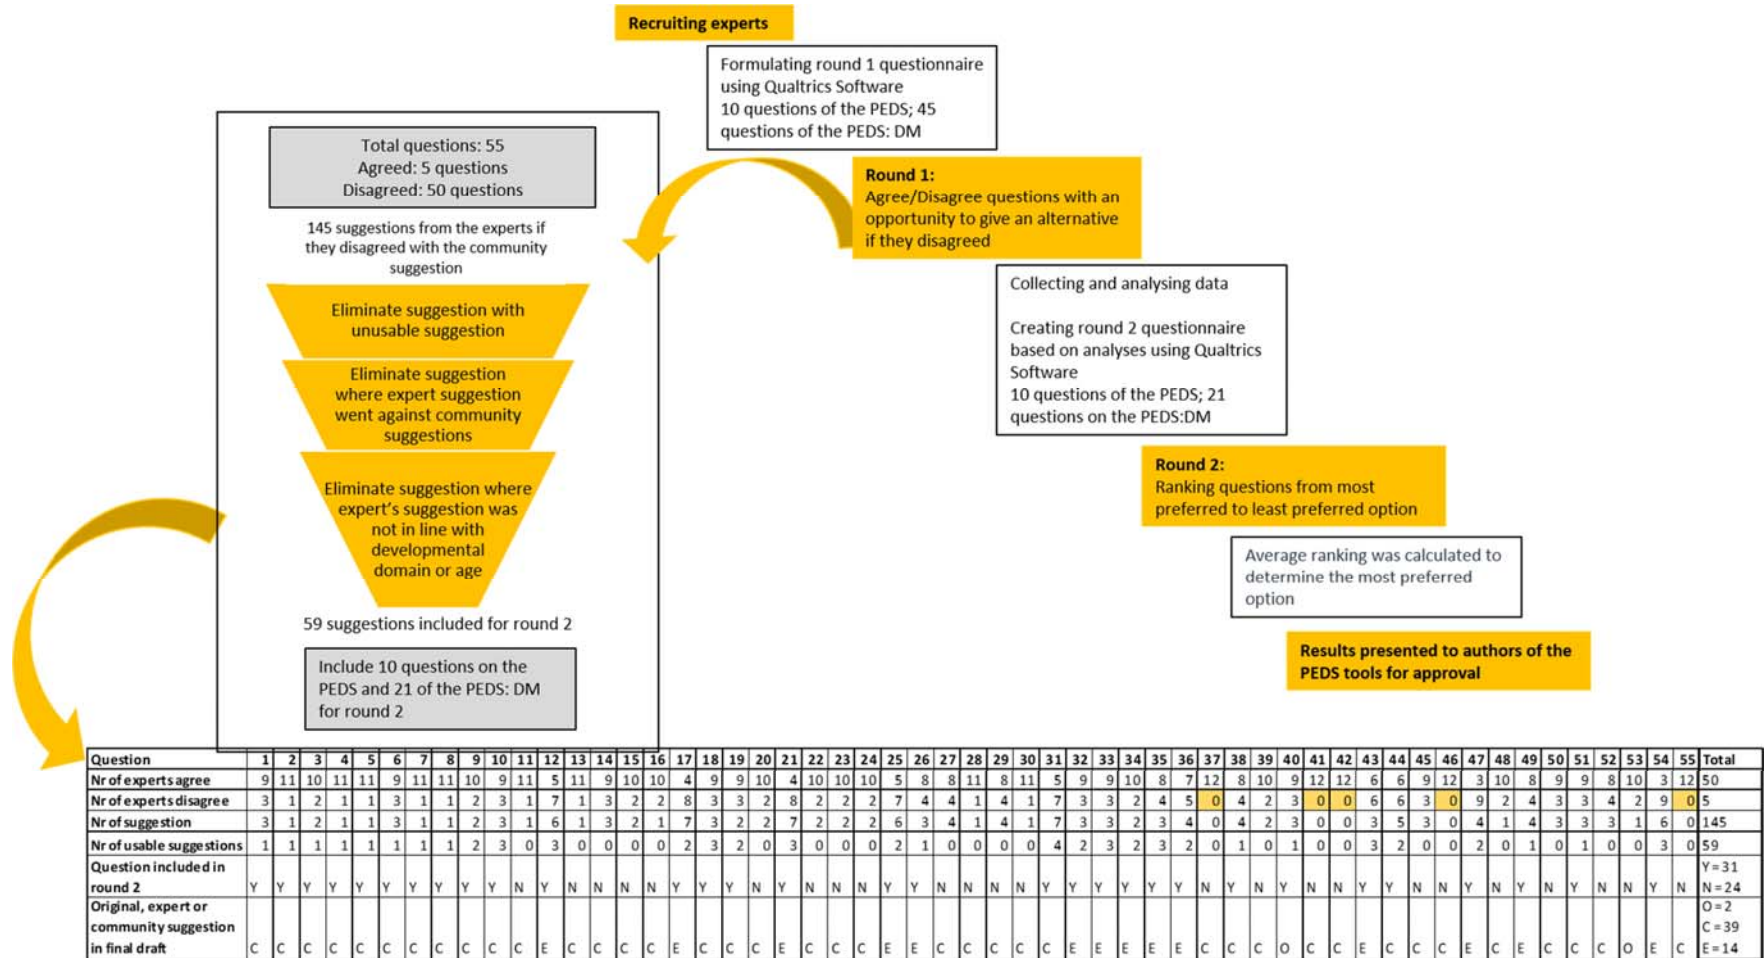 Recruiting experts
Formulating round 1 questionnaire
using Qualtrics Software
10 questions of the PEDS; 45
questions of the PEDS: DM
Round 1:
Agree/Disagree questions with an
opportunity to give an alternative
if they disagreed
Total questions: 55
Agreed: 5 questions
Disagreed: 50 questions
145 suggestions from the experts if
they disagreed with the community
suggestion
Eliminate suggestion with
unusable suggestion
Eliminate suggestion
where expert suggestion
went against community
suggestions
Eliminate suggestion where
expert's suggestion was
not in line with
developmental
domain or age
59 suggestions included for round 2
Include 10 questions on the
PEDS and 21 of the PEDS: DM
for round 2
Collecting and analysing data
Creating round 2 questionnaire
based on analyses using Qualtrics
Software
10 questions of the PEDS; 21
questions on the PEDS:DM
Round 2:
Ranking questions from most
preferred to least preferred option
Average ranking was calculated to
determine the most preferred
option
Results presented to authors of the
PEDS tools for approval
Question 1 2 3 4 5 6 7 8 9 10 11 12 13 14 15 16 17 18 19 20 21 22 23 24 25 26 27 28 29 30 31 32 33 34 35 36 37 38 39 40 41 42 43 44 45 46 47 48 49 50 51 52 53 54 55 Total
Nr of experts agree 9 11 10 11 11 9 11 11 10 9 11 5 11 9 10 10 4 9 9 10 4 10 10 10 5 8 8 11 8 11 5 9 9 10 8 7 12 8 10 9 12 12 6 6 9 12 3 10 8 9 9 8 10 3 12 50
Nr of experts disagree 3 1 2 1 1 3 1 1 2 3 1 7 1 3 2 2 8 3 3 2 8 2 2 2 7 4 4 1 4 1 7 3 3 2 4 5 0 4 2 3 0 0 6 6 3 0 9 2 4 3 3 4 2 9 0 5
Nr of suggestion 3 1 2 1 1 3 1 1 2 3 1 6 1 3 2 1 7 3 2 2 7 2 2 2 6 3 4 1 4 1 7 3 3 2 3 4 0 4 2 3 0 0 3 5 3 0 4 1 4 3 3 3 1 6 0 145
Nr of usable suggestions 1 1 1 1 1 1 1 1 2 3 0 3 0 0 0 0 2 3 2 0 3 0 0 0 2 1 0 0 0 0 4 2 3 2 3 2 0 1 0 1 0 0 3 2 0 0 2 0 1 0 1 0 0 3 0 59
Question included in Y=31
round 2 Y Y Y Y Y Y Y Y Y Y N Y N N N N Y Y Y N Y N N N Y Y N N N N Y Y Y Y Y Y N Y N Y N N Y Y N N Y N Y N Y N N Y N N=24
Original, expert or O=2
community suggestion C=39
in final draft C C C C C C C C C C C E C C C C E C C C E C C C E E C C C C C E E E E E C C C O C C E C C C E C E C C C O E C E=14